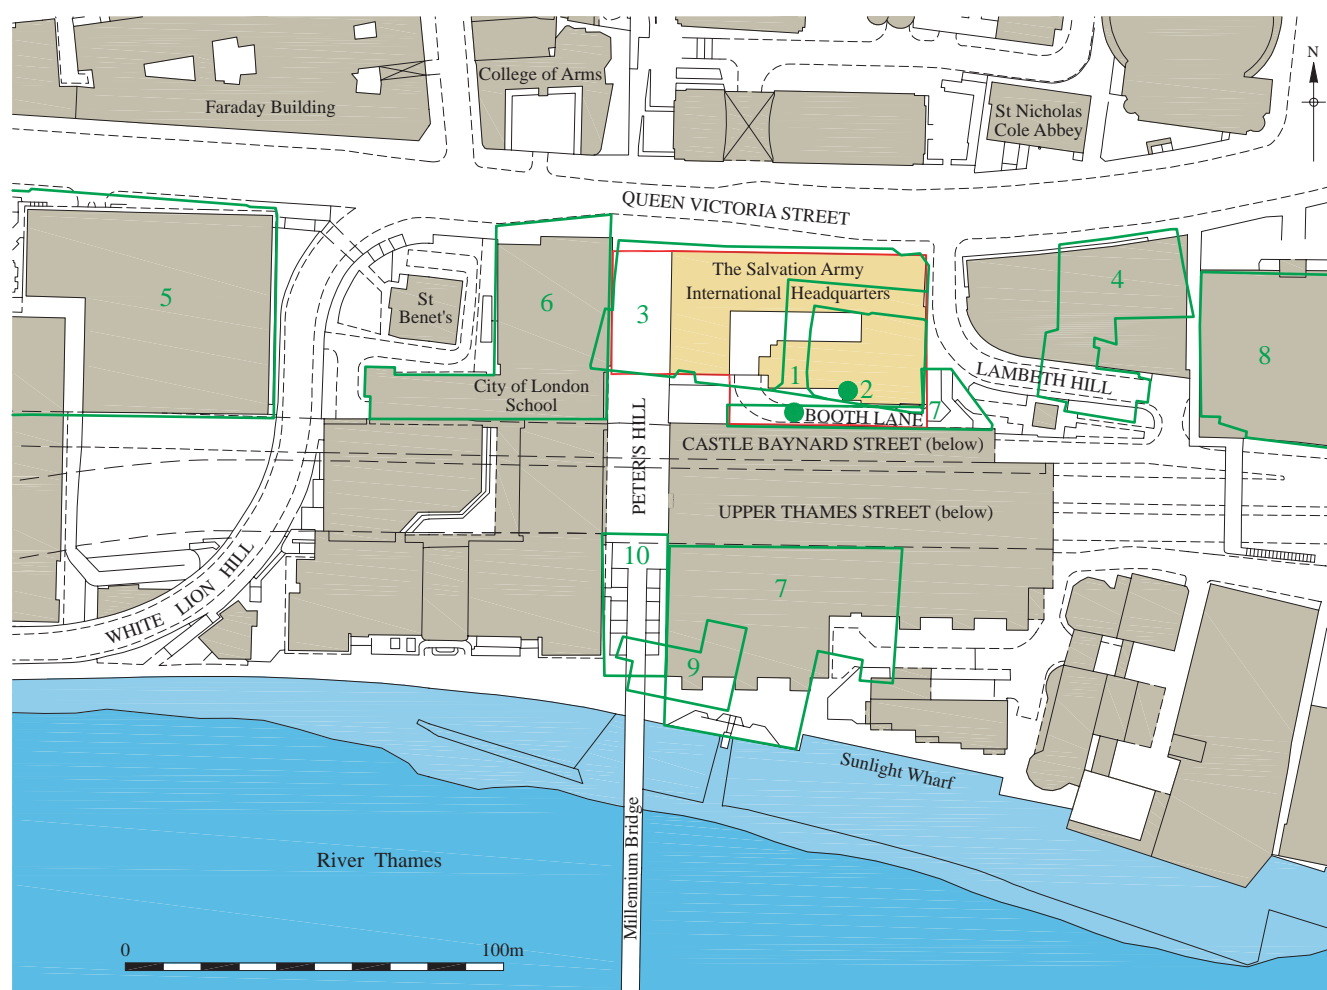 College of Arms
Faraday Building
St Nicholas
Cole Abbey
N
QUEEN VICTORIA STREET
The Salvation Army
International Headquarters
5
St
Benet's
6
3
4
8
1
2
7
City of London
School
LAMBETH HILL
BOOTH LANE
PETER'S HILL
CASTLE BAYNARD STREET (below)
UPPER THAMES STREET (below)
10
7
9
WHITE LION HILL
Sunlight Wharf
Millennium Bridge
River Thames
0
100m